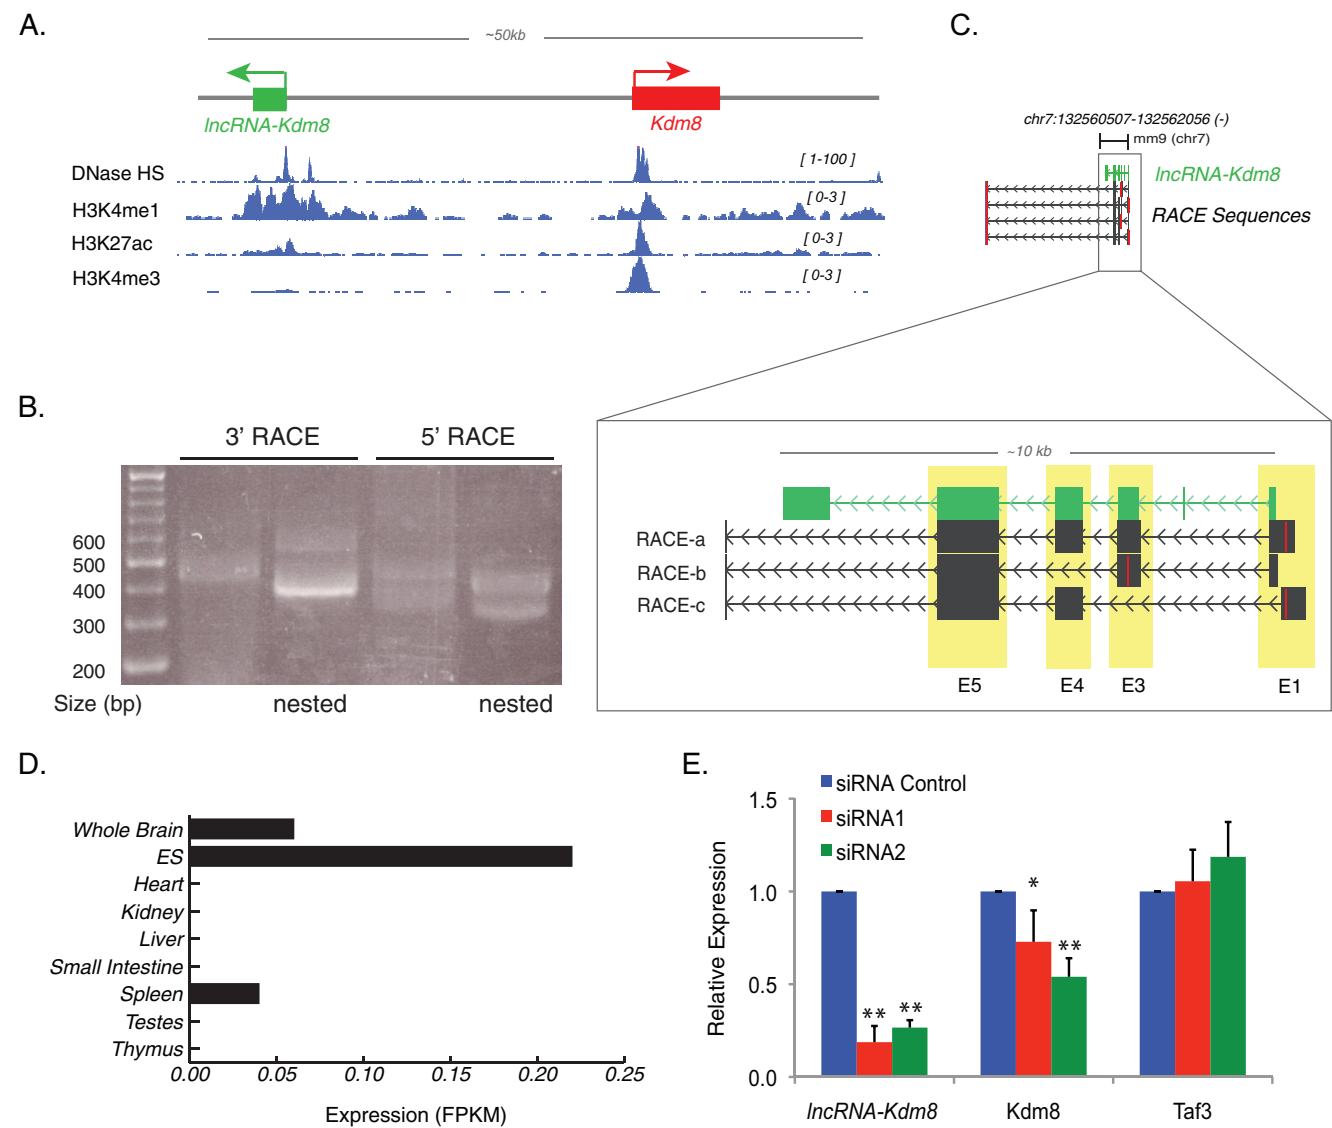 A.
~50kb
lncRNA-Kdm8
Kdm8
DNase HS
[ 1-100 ]
H3K4me1
[ 0-3 ]
H3K27ac
[ 0-3 ]
H3K4me3
[ 0-3 ]
B.
3' RACE
5' RACE
600
500
400
300
200
Size (bp)
nested
nested
C.
chr7:132560507-132562056 (-)
mm9 (chr7)
lncRNA-Kdm8
RACE Sequences
~10 kb
RACE-a
RACE-b
RACE-c
E5
E4
E3
E1
D.
Whole Brain
ES
Heart
Kidney
Liver
Small Intestine
Spleen
Testes
Thymus
0.00
0.05
0.10
0.15
0.20
0.25
Expression (FPKM)
E.
siRNA Control
siRNA1
siRNA2
Relative Expression
1.5
1.0
0.5
0.0
**
**
*
**
lncRNA-Kdm8
Kdm8
Taf3